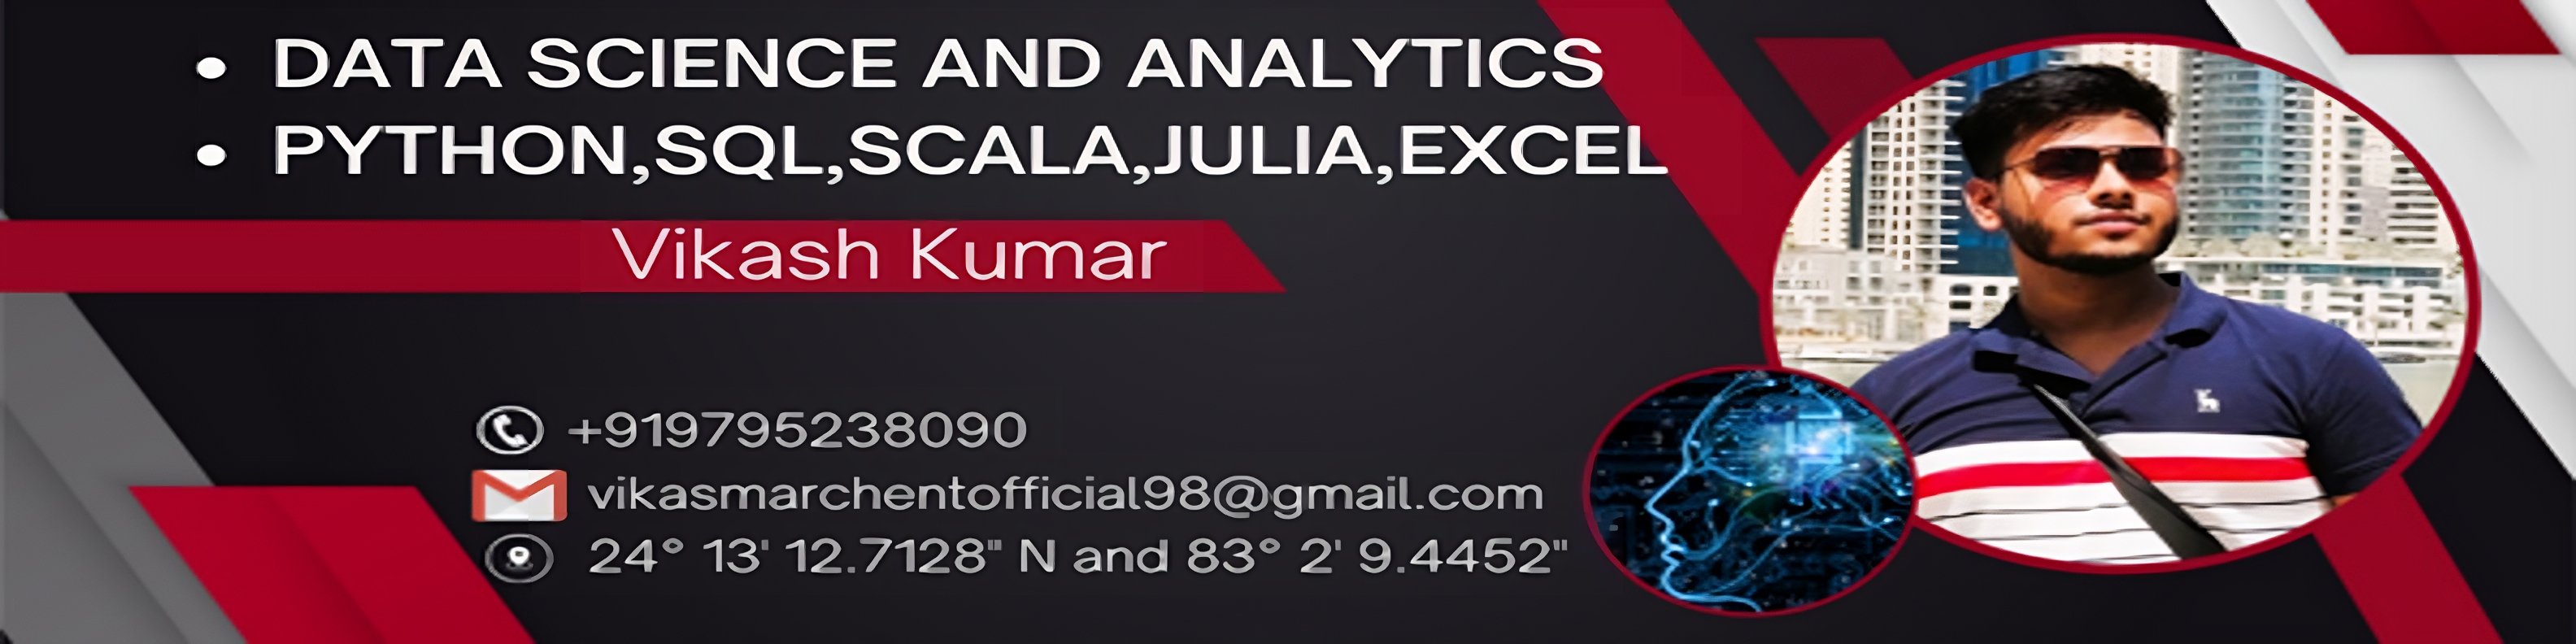 • DATA SCIENCE AND ANALYTICS
• PYTHON,SQL,SCALA,JULIA,EXCEL
Vikash Kumar
+919795238090
vikasmarchentofficial98@gmail.com
24° 13' 12.7128" N and 83° 2' 9.4452"